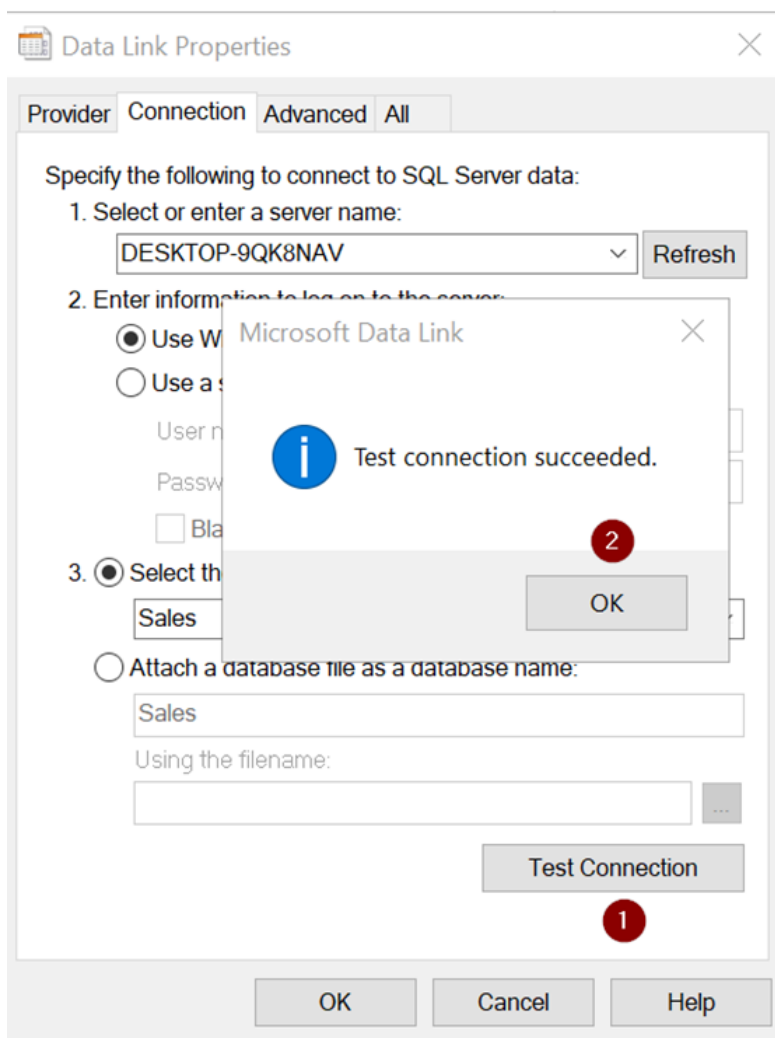 Data Link Properties
Provider Connection Advanced All
Specify the following to connect to SQL Server data:
1. Select or enter a server name:
DESKTOP-9QK8NAV Refresh
2. Enter information to log on to the server:
Use W
Microsoft Data Link
Use a s
User n
Test connection succeeded.
Passw
Bla
2
3. Select th
OK
Sales
Attach a database file as a database name:
Sales
Using the filename:
...
Test Connection
1
OK Cancel Help